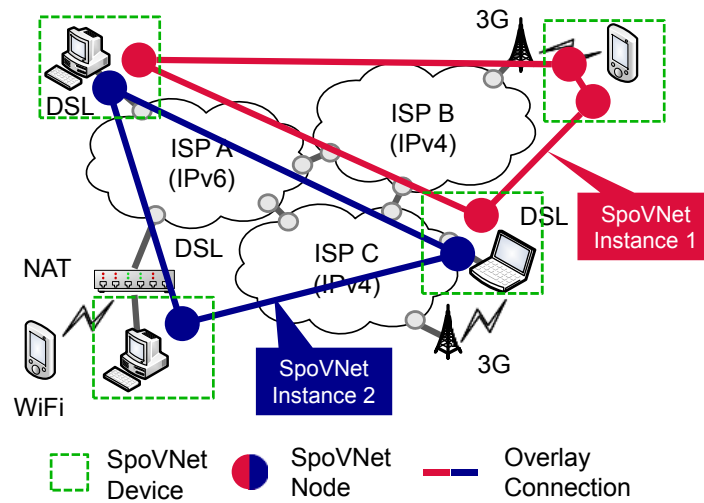 3G
DSL
ISP B
(IPv4)
ISP A
(IPv6)
DSL
SpoVNet
Instance 1
DSL
NAT
ISP C
(IPv4)
SpoVNet
Instance 2
3G
WiFi
SpoVNet
Device
SpoVNet
Node
Overlay
Connection